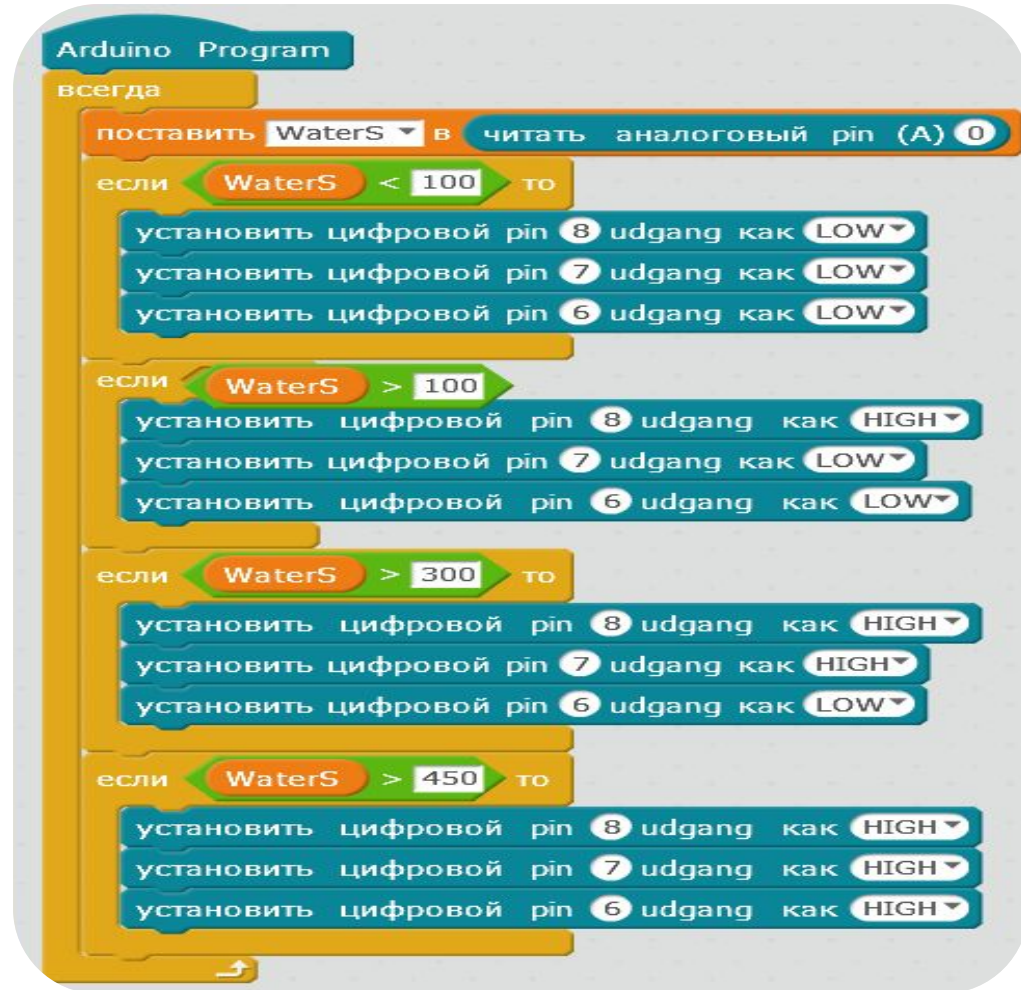 Arduino Program
всегда
поставить WaterS в читать аналоговый pin (A) 0
если WaterS < 100 то
установить цифровой pin 8 udgang как LOW
установить цифровой pin 7 udgang как LOW
установить цифровой pin 6 udgang как LOW
если WaterS > 100
установить цифровой pin 8 udgang как HIGH
установить цифровой pin 7 udgang как LOW
установить цифровой pin 6 udgang как LOW
если WaterS > 300 то
установить цифровой pin 8 udgang как HIGH
установить цифровой pin 7 udgang как HIGH
установить цифровой pin 6 udgang как LOW
если WaterS > 450 то
установить цифровой pin 8 udgang как HIGH
установить цифровой pin 7 udgang как HIGH
установить цифровой pin 6 udgang как HIGH